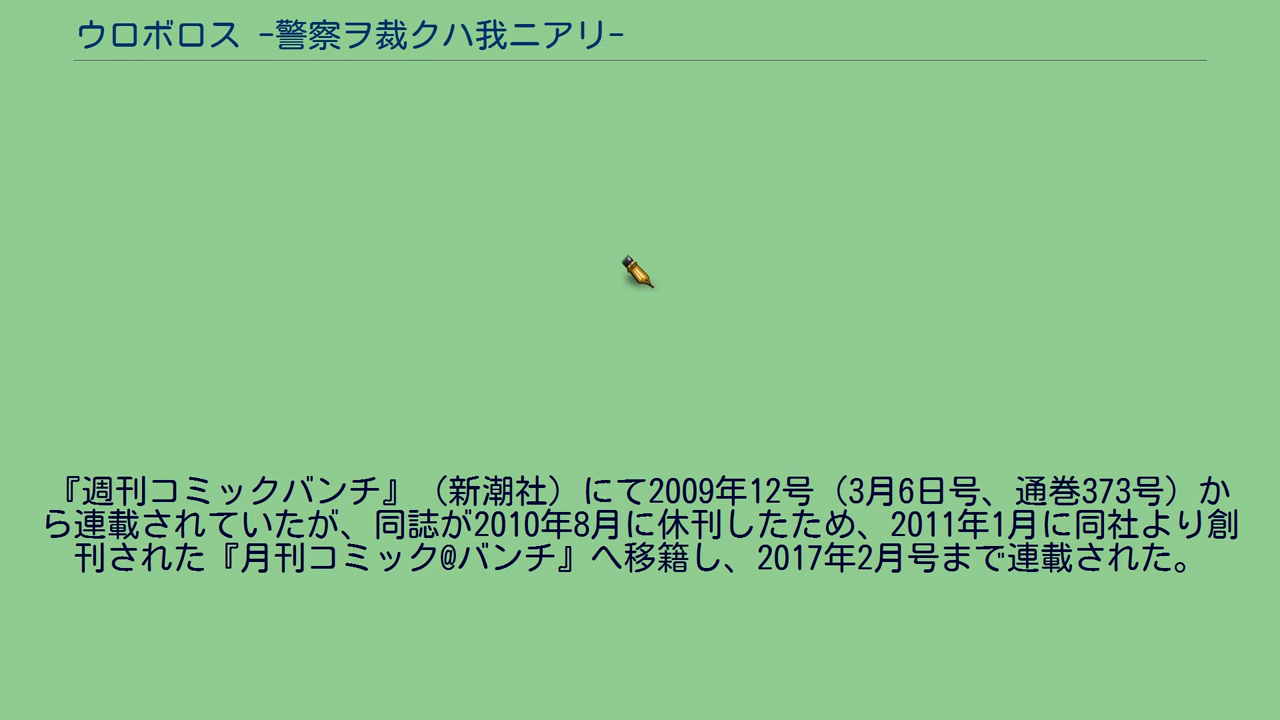 ウロボロス -警察ヲ裁クハ我ニアリ-
『週刊コミックバンチ』（新潮社）にて2009年12号（3月6日号、通巻373号）か
ら連載されていたが、同誌が2010年8月に休刊したため、2011年1月に同社より創
刊された『月刊コミック@バンチ』へ移籍し、2017年2月号まで連載された。